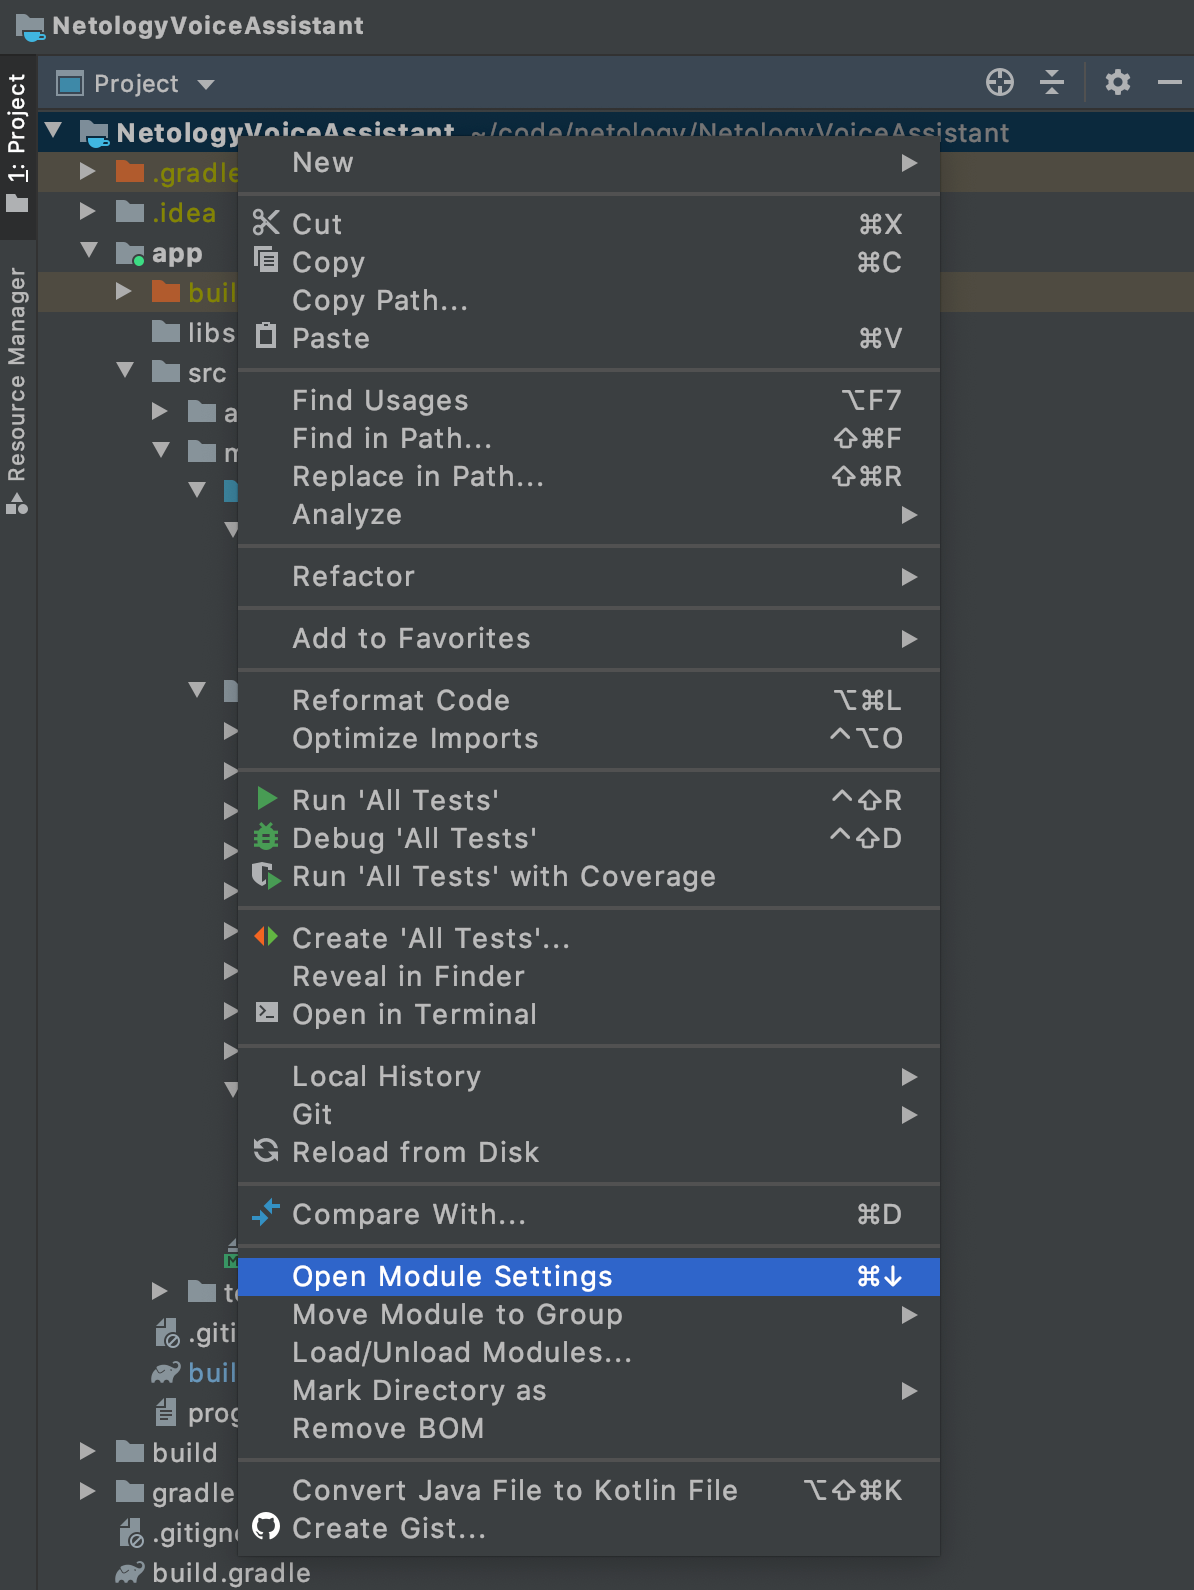 NetologyVoiceAssistant
Project
1: Project
Resource Manager
NetologyVoiceAssistant ~/code/netology/NetologyVoiceAssistant
.gradle
.idea
app
buil
libs
src
a
m
New
Cut ⌘X
Copy ⌘C
Copy Path...
Paste ⌘V
Find Usages ⌥F7
Find in Path... ⇧⌘F
Replace in Path... ⇧⌘R
Analyze
Refactor
Add to Favorites
Reformat Code ⌥⌘L
Optimize Imports ^⌥O
Run 'All Tests' ^⇧R
Debug 'All Tests' ^⇧D
Run 'All Tests' with Coverage
Create 'All Tests'...
Reveal in Finder
Open in Terminal
Local History
Git
Reload from Disk
Compare With... ⌘D
Open Module Settings ⌘↓
Move Module to Group
Load/Unload Modules...
Mark Directory as
Remove BOM
Convert Java File to Kotlin File ⌥⇧⌘K
Create Gist...
te
.giti
buil
prog
build
gradle
.gitigno
build.gradle